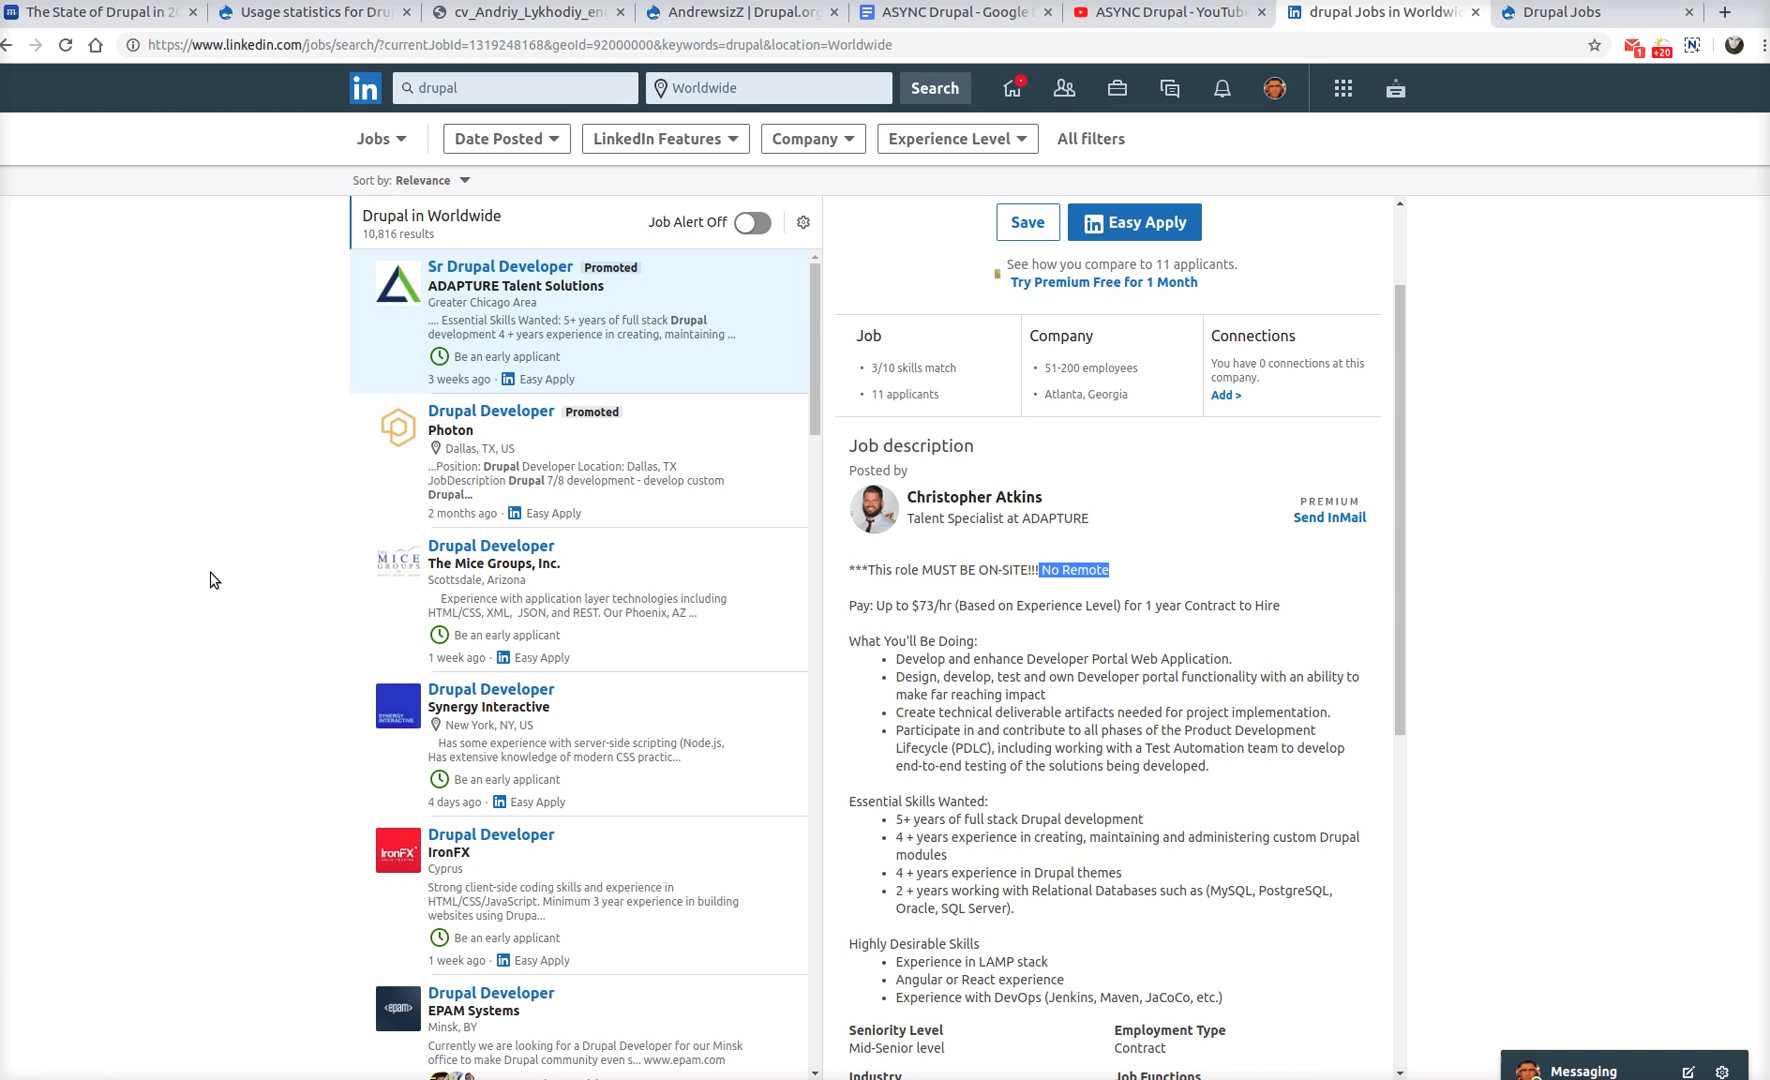 The State of Drupal in 2
Usage statistics for Dru
cv_Andriy_Lykhodiy_en
AndrewsizZ | Drupal.org
ASYNC Drupal - Google
ASYNC Drupal - YouTube
drupal Jobs in Worldwid
Drupal Jobs
https://www.linkedin.com/jobs/search/?currentJobId=1319248168&geoId=92000000&keywords=drupal&location=Worldwide
1
+20
in
drupal
Worldwide
Search
Jobs
Date Posted
LinkedIn Features
Company
Experience Level
All filters
Sort by: Relevance
Drupal in Worldwide
10,816 results
Job Alert Off
Sr Drupal Developer Promoted
ADAPTURE Talent Solutions
Greater Chicago Area
.... Essential Skills Wanted: 5+ years of full stack Drupal
development 4 + years experience in creating, maintaining ...
Be an early applicant
3 weeks ago · in Easy Apply
Drupal Developer Promoted
Photon
Dallas, TX, US
...Position: Drupal Developer Location: Dallas, TX
JobDescription Drupal 7/8 development - develop custom
Drupal...
2 months ago · in Easy Apply
MICE
GROUPS
Drupal Developer
The Mice Groups, Inc.
Scottsdale, Arizona
Experience with application layer technologies including
HTML/CSS, XML, JSON, and REST. Our Phoenix, AZ ...
Be an early applicant
1 week ago · in Easy Apply
SYNERGY
INTERACTIVE
Drupal Developer
Synergy Interactive
New York, NY, US
Has some experience with server-side scripting (Node.js,
Has extensive knowledge of modern CSS practic...
Be an early applicant
4 days ago · in Easy Apply
IronFX
Drupal Developer
IronFX
Cyprus
Strong client-side coding skills and experience in
HTML/CSS/JavaScript. Minimum 3 year experience in building
websites using Drupa...
Be an early applicant
1 week ago · in Easy Apply
<epam>
Drupal Developer
EPAM Systems
Minsk, BY
Currently we are looking for a Drupal Developer for our Minsk
office to make Drupal community even s... www.epam.com
Save
in Easy Apply
See how you compare to 11 applicants.
Try Premium Free for 1 Month
Job
• 3/10 skills match
• 11 applicants
Company
• 51-200 employees
• Atlanta, Georgia
Connections
You have 0 connections at this
company.
Add >
Job description
Posted by
Christopher Atkins
Talent Specialist at ADAPTURE
PREMIUM
Send InMail
***This role MUST BE ON-SITE!!! No Remote
Pay: Up to $73/hr (Based on Experience Level) for 1 year Contract to Hire
What You'll Be Doing:
• Develop and enhance Developer Portal Web Application.
• Design, develop, test and own Developer portal functionality with an ability to
make far reaching impact
• Create technical deliverable artifacts needed for project implementation.
• Participate in and contribute to all phases of the Product Development
Lifecycle (PDLC), including working with a Test Automation team to develop
end-to-end testing of the solutions being developed.
Essential Skills Wanted:
• 5+ years of full stack Drupal development
• 4 + years experience in creating, maintaining and administering custom Drupal
modules
• 4 + years experience in Drupal themes
• 2 + years working with Relational Databases such as (MySQL, PostgreSQL,
Oracle, SQL Server).
Highly Desirable Skills
• Experience in LAMP stack
• Angular or React experience
• Experience with DevOps (Jenkins, Maven, JaCoCo, etc.)
Seniority Level
Mid-Senior level
Employment Type
Contract
Industry
Job Functions
Messaging